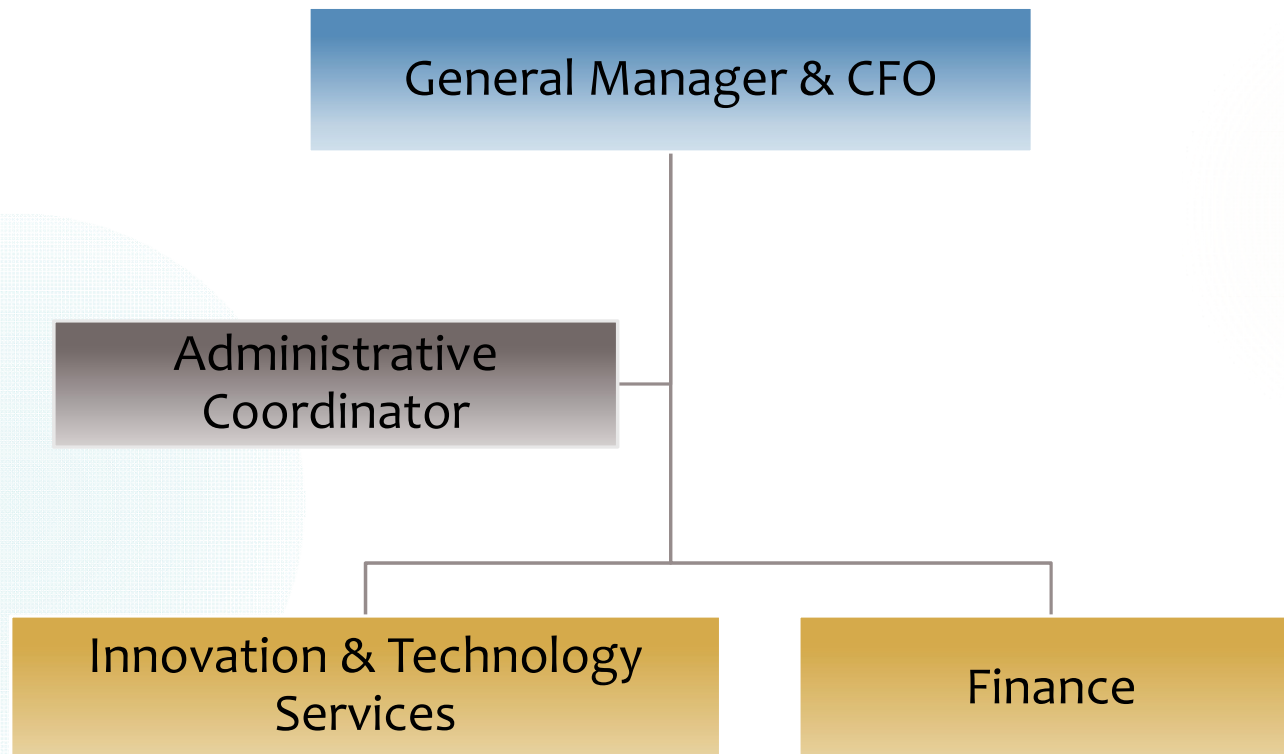 General Manager & CFO
Administrative
Coordinator
Innovation & Technology
Services
Finance